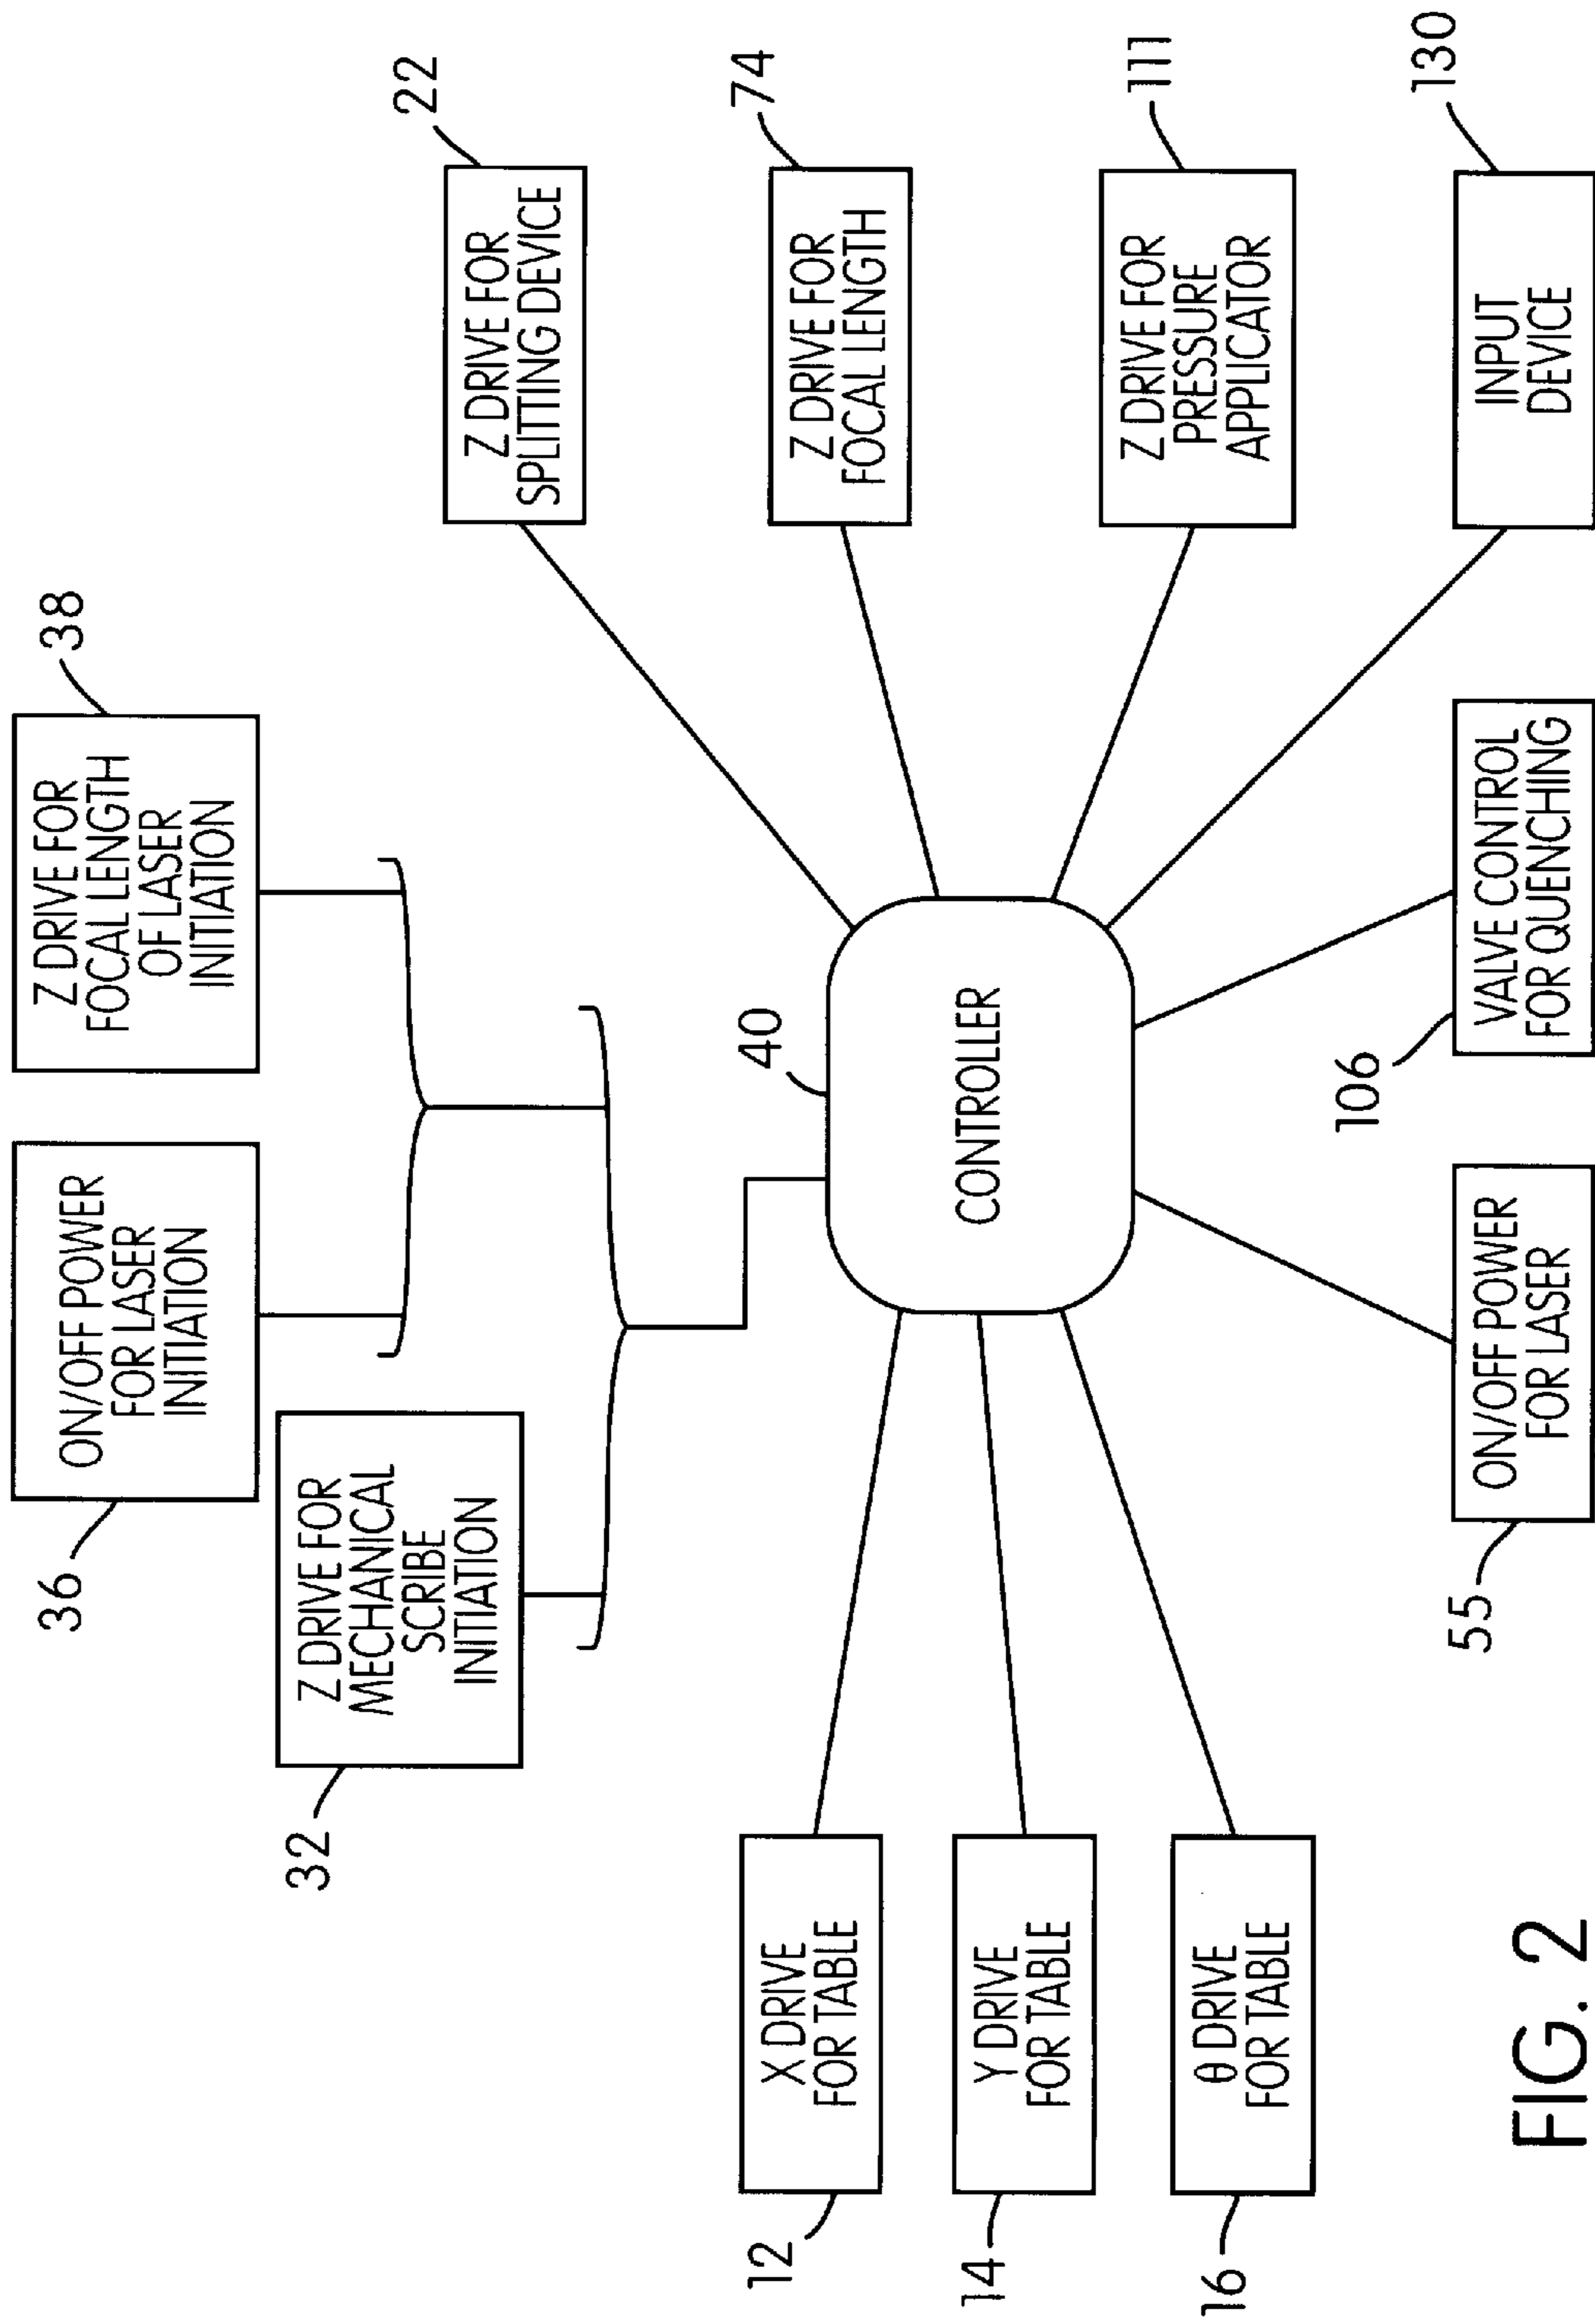 36
ON/OFF POWER
FOR LASER
INITIATION
38
Z DRIVE FOR
FOCAL LENGTH
OF LASER
INITIATION
32
Z DRIVE FOR
MECHANICAL
SCRIBE
INITIATION
22
Z DRIVE FOR
SPLITTING DEVICE
12
X DRIVE
FOR TABLE
40
CONTROLLER
74
Z DRIVE FOR
FOCAL LENGTH
14
Y DRIVE
FOR TABLE
111
Z DRIVE FOR
PRESSURE
APPLICATOR
16
θ DRIVE
FOR TABLE
55
ON/OFF POWER
FOR LASER
106
VALVE CONTROL
FOR QUENCHING
130
INPUT
DEVICE
FIG. 2